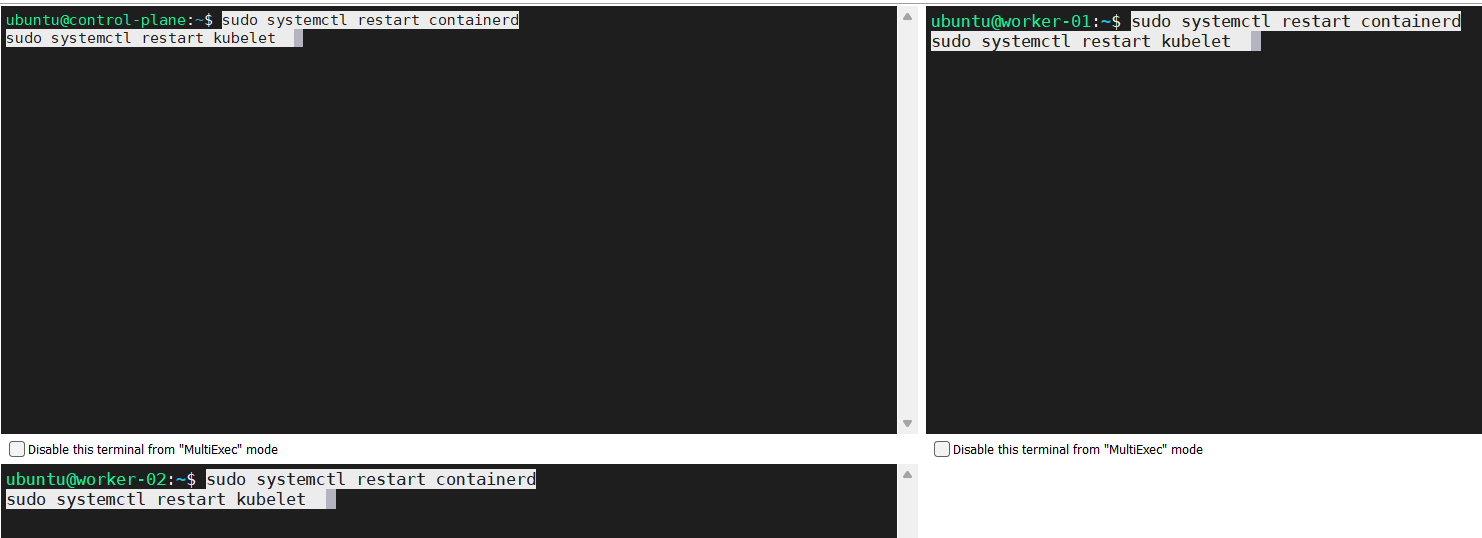 ubuntu@control-plane:~$ sudo systemctl restart containerd
sudo systemctl restart kubelet
Disable this terminal from "MultiExec" mode
ubuntu@worker-01:~$ sudo systemctl restart containerd
sudo systemctl restart kubelet
Disable this terminal from "MultiExec" mode
ubuntu@worker-02:~$ sudo systemctl restart containerd
sudo systemctl restart kubelet